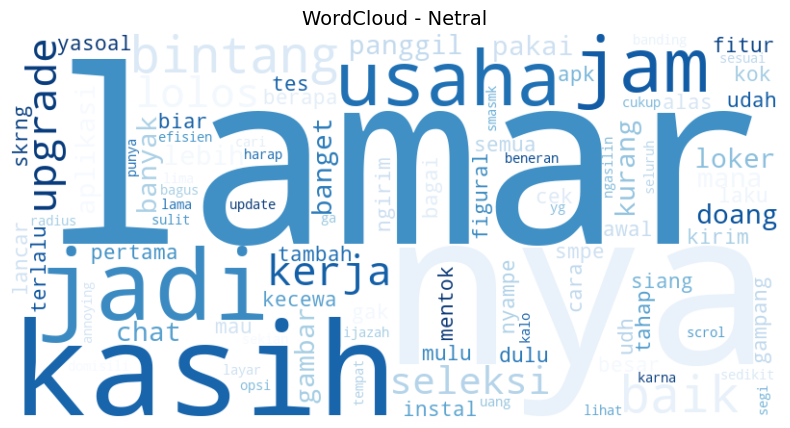 WordCloud - Netral
yasoal
bintang
panggil
pakai
jam
banding
fitur
sesuai
lamar
usaha
apk
kok
skrng
upgrade
aplikasi
lolos
tes
berapa
smasmk
cukup
alas
udah
punya
banyak
biar
efisien
lebih
cari
harap
banget
semua
beneran
ngasilin
kurang
seluruh
loker
mana
laku
lima
bagus
lama
sulit
update
ga
ngirim
bagai
figural
cek
yg
awal
doang
kirim
radius
lancar
terlalu
pertama
tambah
nya
smpe
jadi
kerja
kecewa
gak
mentok
nyampe
cara
siang
tahap
gampang
annoying
chat
mau
gambar
ijazah
mulu
dulu
kalo
udh
scrol
kasih
layar
opsi
tempat
seleksi
instal
uang
besar
baik
karna
sedikit
lihat
segi